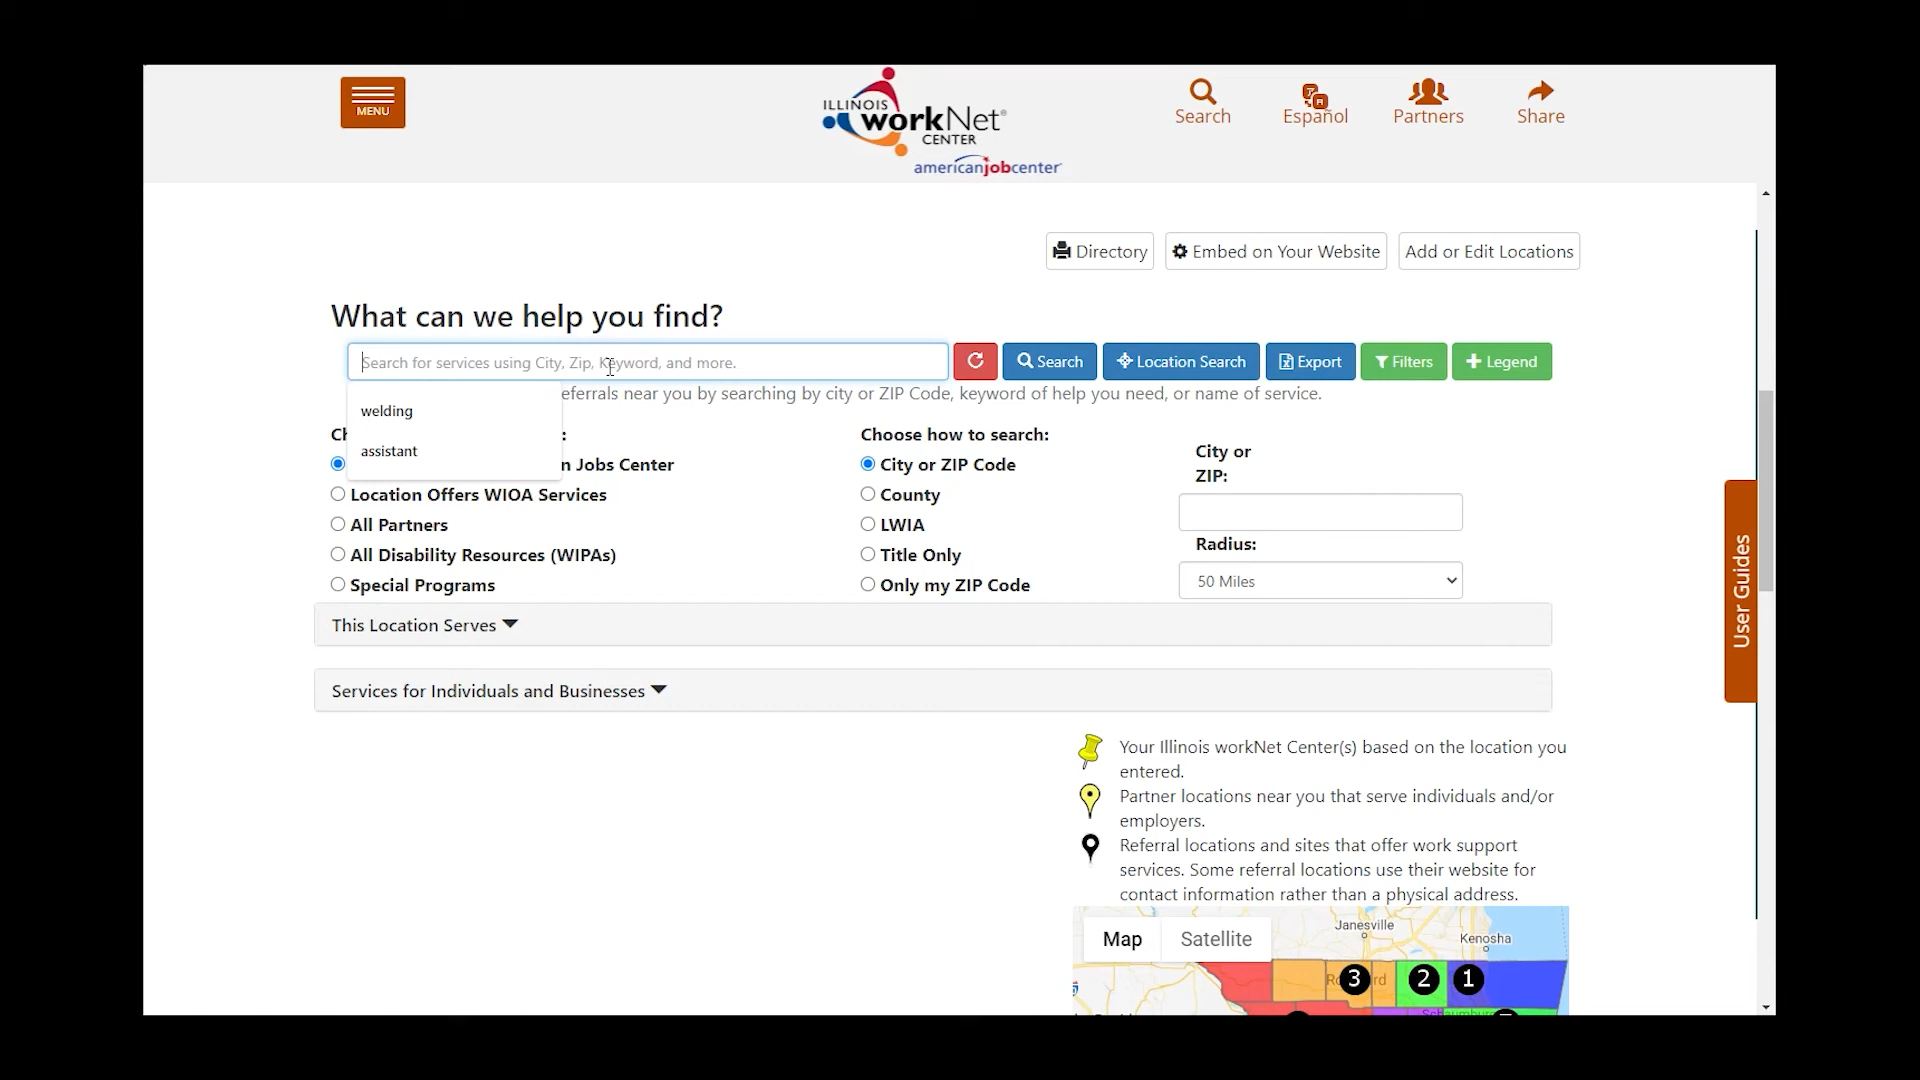 MENU
ILLINOIS
workNet®
CENTER
americanjobcenter
Search
Español
Partners
Share
Directory
Embed on Your Website
Add or Edit Locations
What can we help you find?
Search for services using City, Zip, Keyword, and more.
Search
Location Search
Export
Filters
Legend
eferrals near you by searching by city or ZIP Code, keyword of help you need, or name of service.
welding
assistant
Ch
:
n Jobs Center
Location Offers WIOA Services
All Partners
All Disability Resources (WIPAs)
Special Programs
Choose how to search:
City or ZIP Code
County
LWIA
Title Only
Only my ZIP Code
City or
ZIP:
Radius:
50 Miles
This Location Serves
Services for Individuals and Businesses
User Guides
Your Illinois workNet Center(s) based on the location you
entered.
Partner locations near you that serve individuals and/or
employers.
Referral locations and sites that offer work support
services. Some referral locations use their website for
contact information rather than a physical address.
Map
Satellite
Janesville
Kenosha
3
2
1